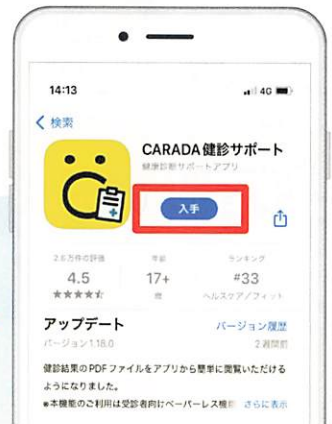 14:13
4G
検索
CARADA健診サポート
健康診断サポートアプリ
入手
2.6万件の評価
年齢
ランキング
4.5
17+
#33
歳
ヘルスケア／フィット
アップデート
バージョン履歴
バージョン1.18.0
2週間前
健診結果のPDFファイルをアプリから簡単に閲覧いただける
ようになりました。
※本機能のご利用は受診者向けペーパーレス機
さらに表示